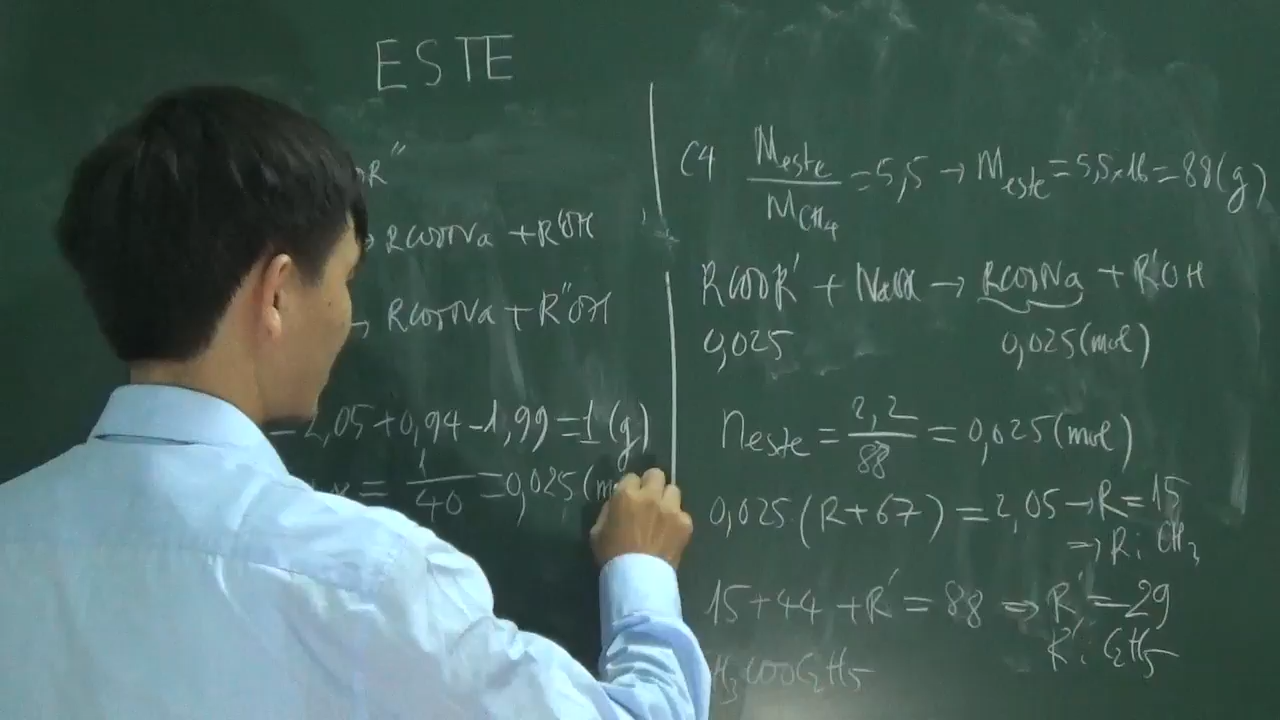 ESTE
R"
RCOONa + R'OH
→ RCOONa + R"OH
= 2,05 + 0,94 - 1,99 = 1 (g)
= 1/40 = 0,025 (m
C4 Meste/MCH4 = 5,5 → Meste = 5,5 x 16 = 88 (g)
RCOOR' + NaOH → RCOONa + R'OH
0,025 0,025 (mol)
neste = 2,2/88 = 0,025 (mol)
0,025 (R + 67) = 2,05 → R = 15
⇒ R : CH3
15 + 44 + R' = 88 ⇒ R' = 29
R' : C2H5
H3COOC2H5